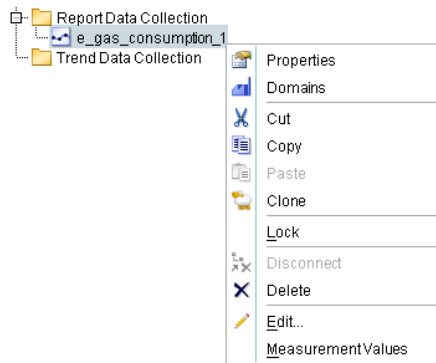 Report Data Collection
e_gas_consumption_1
Trend Data Collection
Properties
Domains
Cut
Copy
Paste
Clone
Lock
Disconnect
Delete
Edit...
Measurement Values